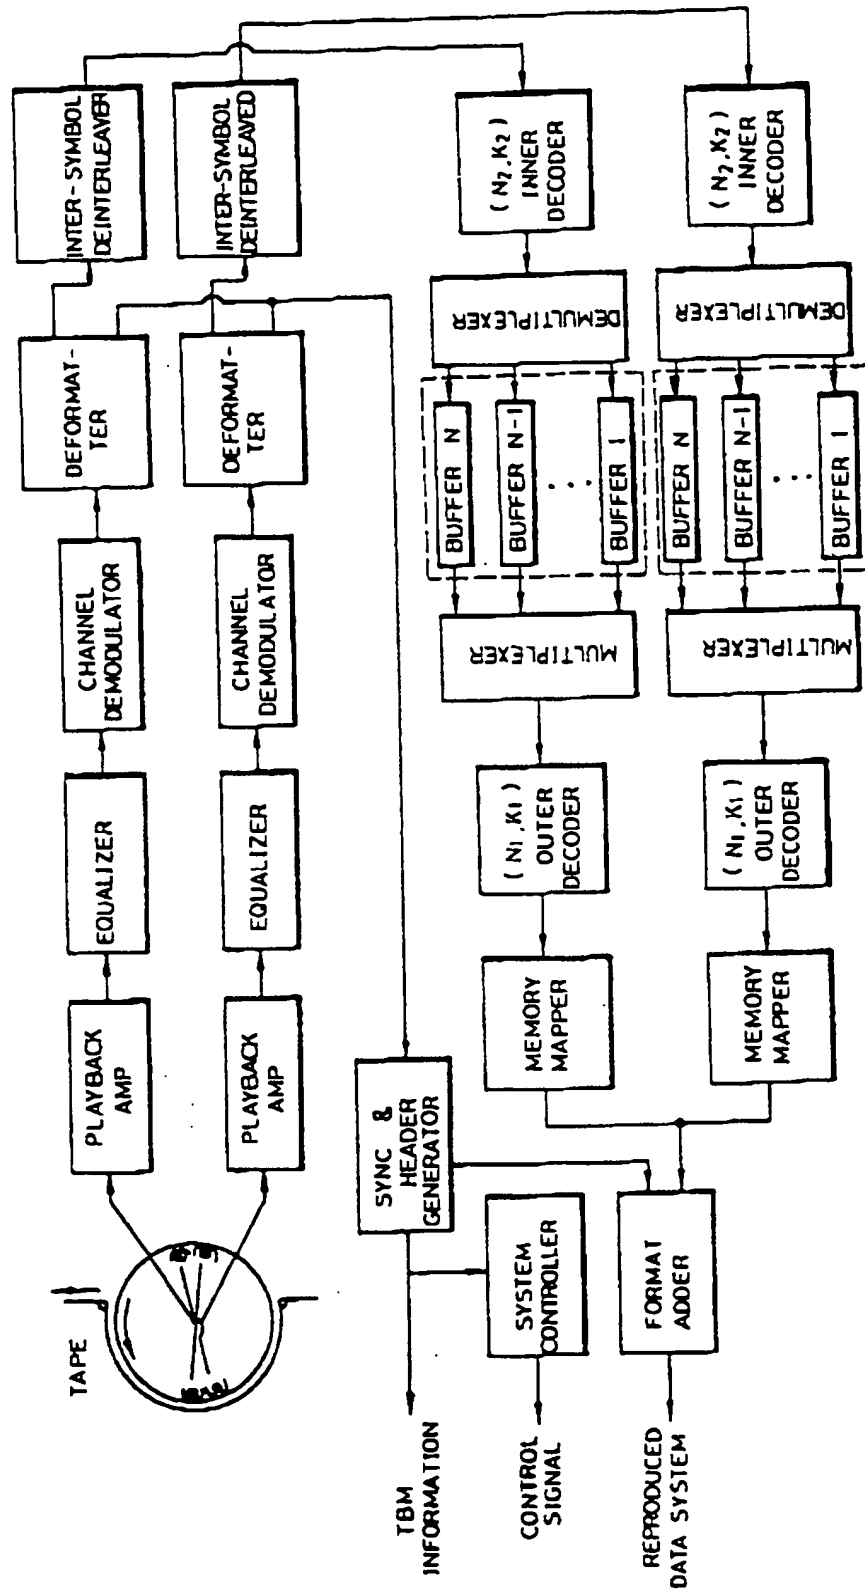 TAPE
PLAYBACK
AMP
EQUALIZER
CHANNEL
DEMODULATOR
DEFORMAT-
TER
INTER-SYMBOL
DEINTERLEAVER
PLAYBACK
AMP
EQUALIZER
CHANNEL
DEMODULATOR
DEFORMAT-
TER
INTER-SYMBOL
DEINTERLEAVED
TBM
INFORMATION
SYNC &
HEADER
GENERATOR
CONTROL
SIGNAL
SYSTEM
CONTROLLER
REPRODUCED
DATA SYSTEM
FORMAT
ADDER
MEMORY
MAPPER
(N1,K1)
OUTER
DECODER
MULTIPLEXER
BUFFER N
BUFFER N-1
...
BUFFER 1
DEMULTIPLEXER
(N2,K2)
INNER
DECODER
MEMORY
MAPPER
(N1,K1)
OUTER
DECODER
MULTIPLEXER
BUFFER N
BUFFER N-1
...
BUFFER 1
DEMULTIPLEXER
(N2,K2)
INNER
DECODER